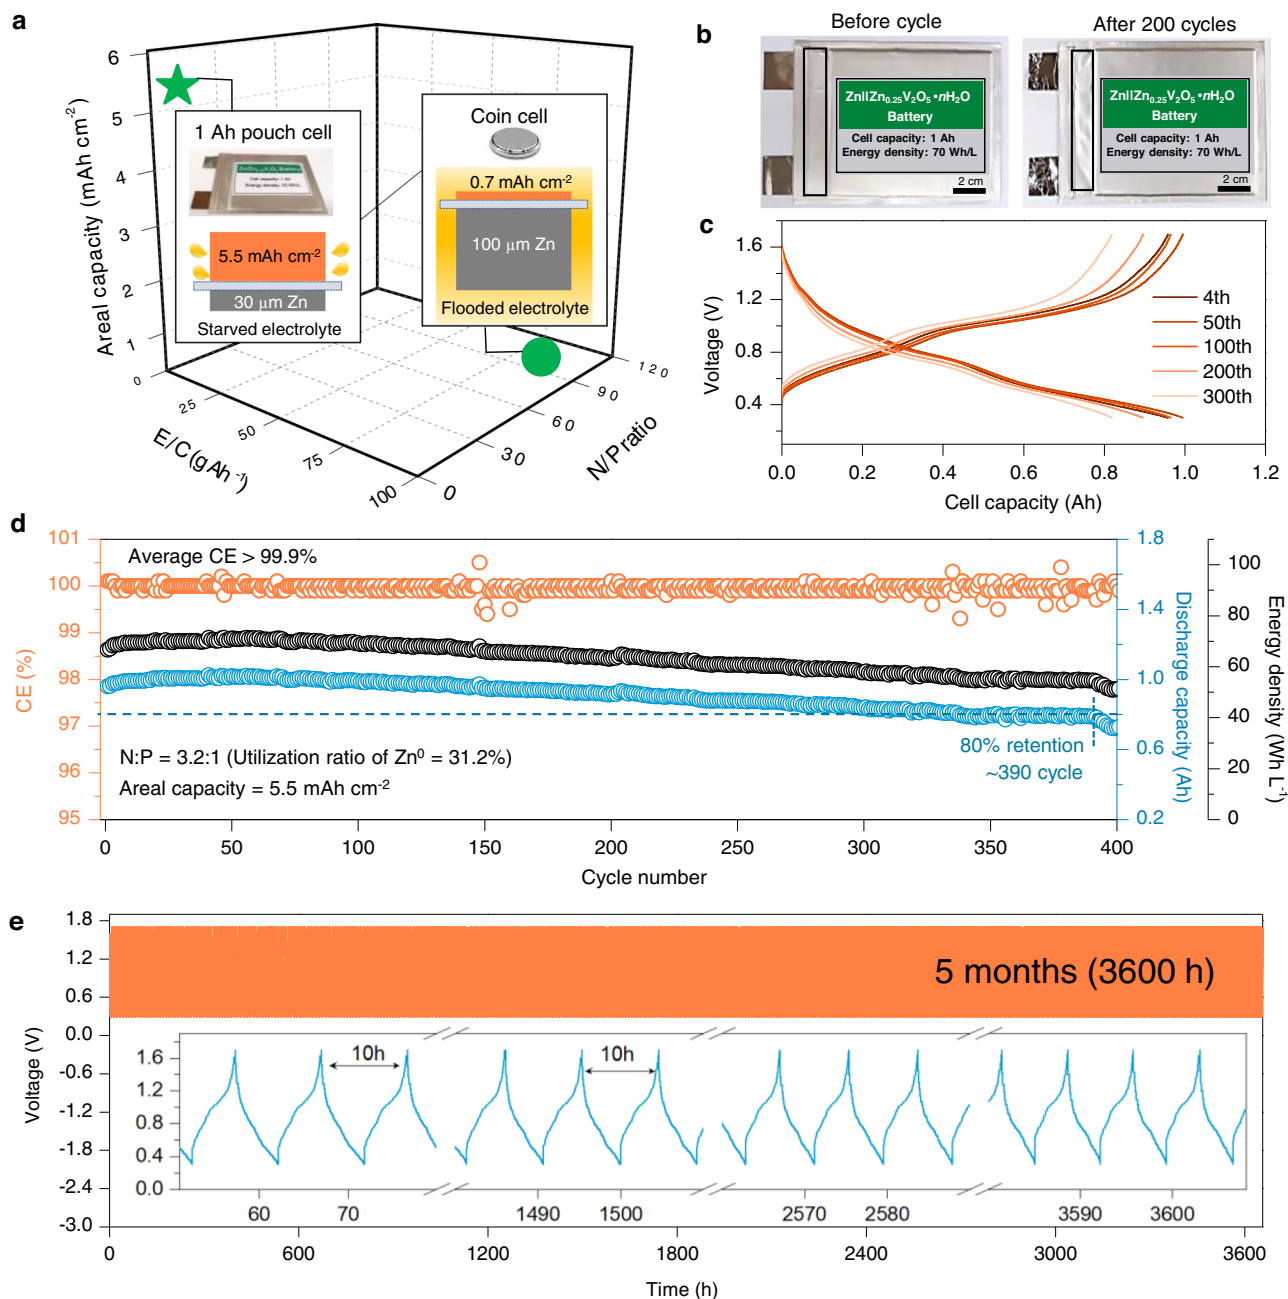 a
6
5
4
3
2
1
0
Areal capacity (mAh cm-2)
25
50
75
100
E/C (g Ah-1)
0
30
60
90
120
N/P ratio
1 Ah pouch cell
5.5 mAh cm-2
30 μm Zn
Starved electrolyte
Coin cell
0.7 mAh cm-2
100 μm Zn
Flooded electrolyte
b
Before cycle
After 200 cycles
Zn||Zn0.25V2O5•nH2O
Battery
Cell capacity: 1 Ah
Energy density: 70 Wh/L
2 cm
Zn||Zn0.25V2O5•nH2O
Battery
Cell capacity: 1 Ah
Energy density: 70 Wh/L
2 cm
c
1.6
1.2
0.8
0.4
Voltage (V)
4th
50th
100th
200th
300th
0.0 0.2 0.4 0.6 0.8 1.0 1.2
Cell capacity (Ah)
d
101
100
99
98
97
96
95
CE (%)
Average CE > 99.9%
N:P = 3.2:1 (Utilization ratio of Zn0 = 31.2%)
Areal capacity = 5.5 mAh cm-2
80% retention
~390 cycle
1.8
1.4
1.0
0.6
0.2
Discharge capacity (Ah)
100
80
60
40
20
0
Energy density (Wh L-1)
0 50 100 150 200 250 300 350 400
Cycle number
e
1.8
1.2
0.6
0.0
-0.6
-1.2
-1.8
-2.4
-3.0
Voltage (V)
5 months (3600 h)
1.6
1.2
0.8
0.4
0.0
10h
10h
60 70 1490 1500 2570 2580 3590 3600
0 600 1200 1800 2400 3000 3600
Time (h)